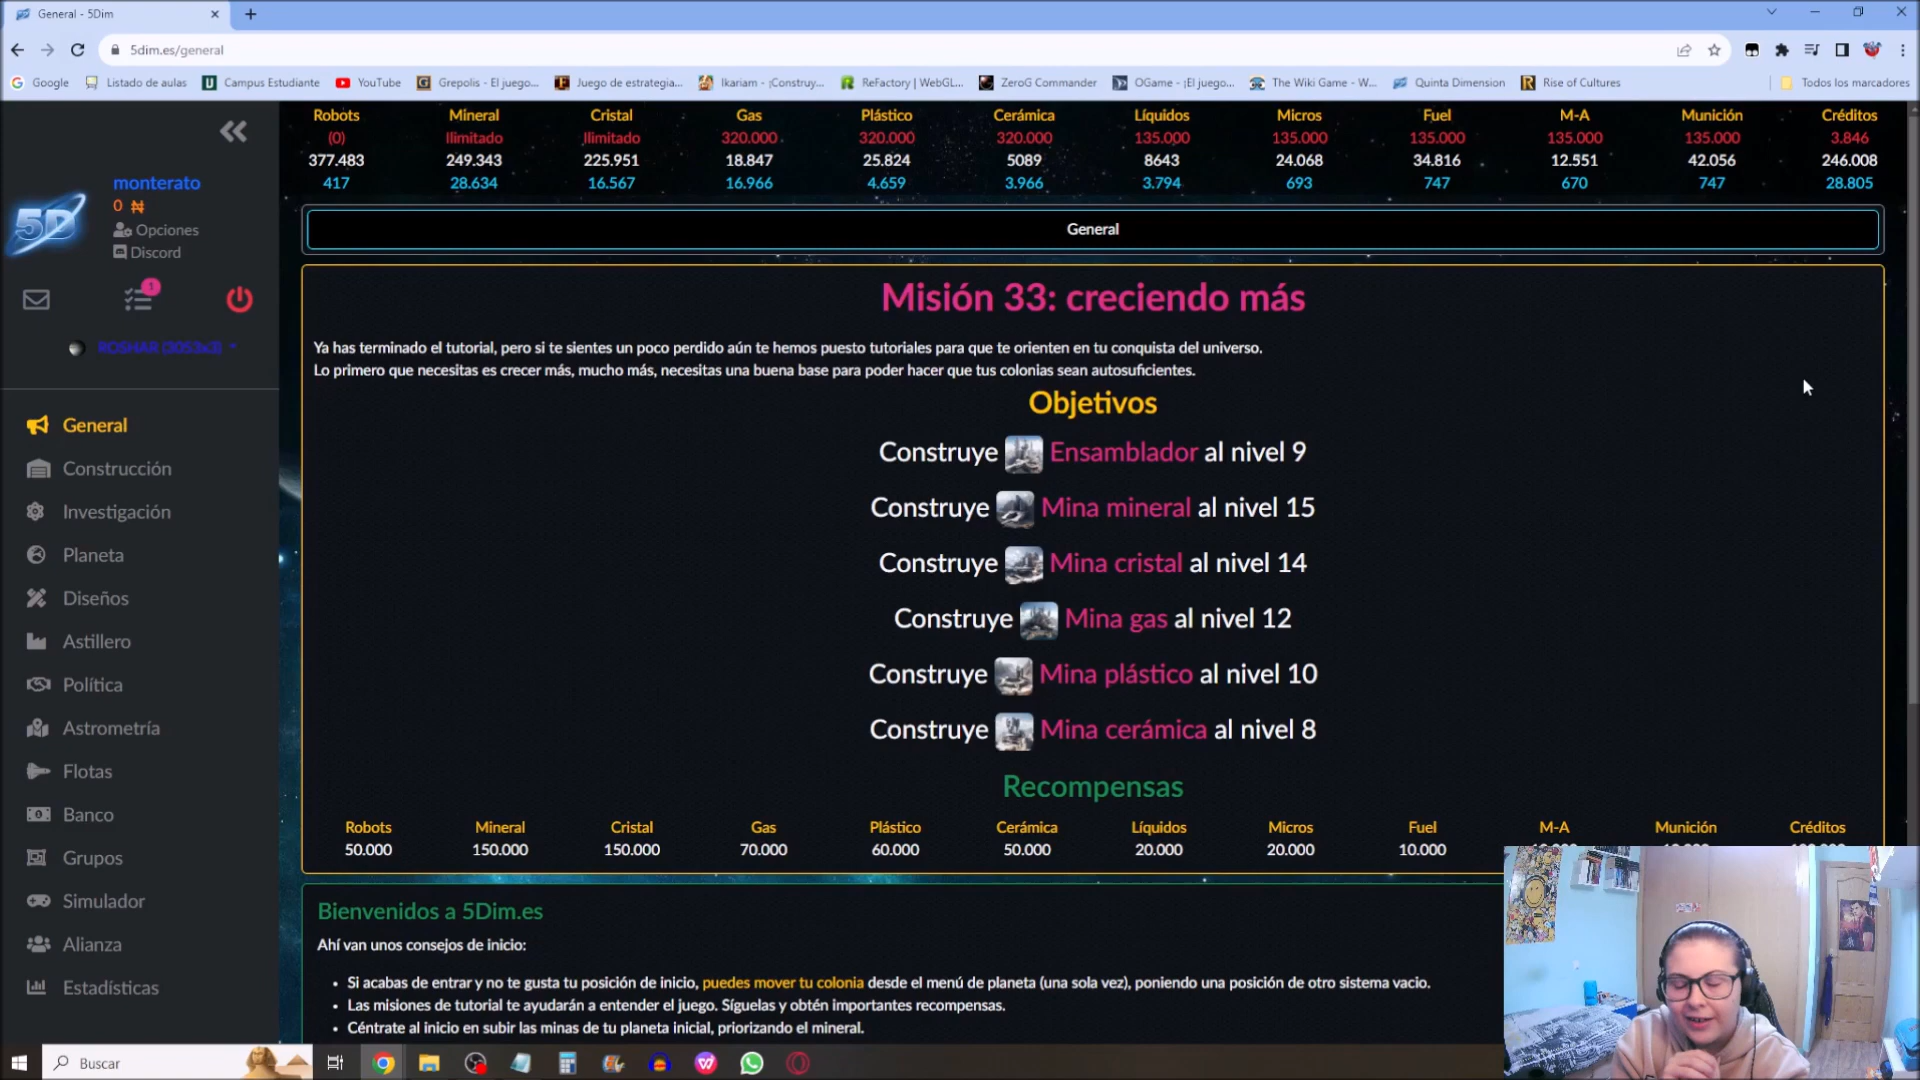 General - 5Dim
5dim.es/general
Google Listado de aulas Campus Estudiante YouTube Grepolis - El juego... Juego de estrategia... Ikariam - ¡Construy... ReFactory | WebGL... ZeroG Commander OGame - ¡El juego... The Wiki Game - W... Quinta Dimension Rise of Cultures Todos los marcadores
Robots Mineral Cristal Gas Plástico Cerámica Líquidos Micros Fuel M-A Munición Créditos
(0) Ilimitado Ilimitado 320.000 320.000 320.000 135.000 135.000 135.000 135.000 135.000 3.846
377.483 249.343 225.951 18.847 25.824 5089 8643 24.068 34.816 12.551 42.056 246.008
417 28.634 16.567 16.966 4.659 3.966 3.794 693 747 670 747 28.805
5D
monterato
0 ₦
Opciones
Discord
1
ROSHAR (3053x3)
General
Construcción
Investigación
Planeta
Diseños
Astillero
Política
Astrometría
Flotas
Banco
Grupos
Simulador
Alianza
Estadísticas
General
Misión 33: creciendo más
Ya has terminado el tutorial, pero si te sientes un poco perdido aún te hemos puesto tutoriales para que te orienten en tu conquista del universo.
Lo primero que necesitas es crecer más, mucho más, necesitas una buena base para poder hacer que tus colonias sean autosuficientes.
Objetivos
Construye Ensamblador al nivel 9
Construye Mina mineral al nivel 15
Construye Mina cristal al nivel 14
Construye Mina gas al nivel 12
Construye Mina plástico al nivel 10
Construye Mina cerámica al nivel 8
Recompensas
Robots Mineral Cristal Gas Plástico Cerámica Líquidos Micros Fuel M-A Munición Créditos
50.000 150.000 150.000 70.000 60.000 50.000 20.000 20.000 10.000
Bienvenidos a 5Dim.es
Ahí van unos consejos de inicio:
• Si acabas de entrar y no te gusta tu posición de inicio, puedes mover tu colonia desde el menú de planeta (una sola vez), poniendo una posición de otro sistema vacio.
• Las misiones de tutorial te ayudarán a entender el juego. Síguelas y obtén importantes recompensas.
• Céntrate al inicio en subir las minas de tu planeta inicial, priorizando el mineral.
Buscar